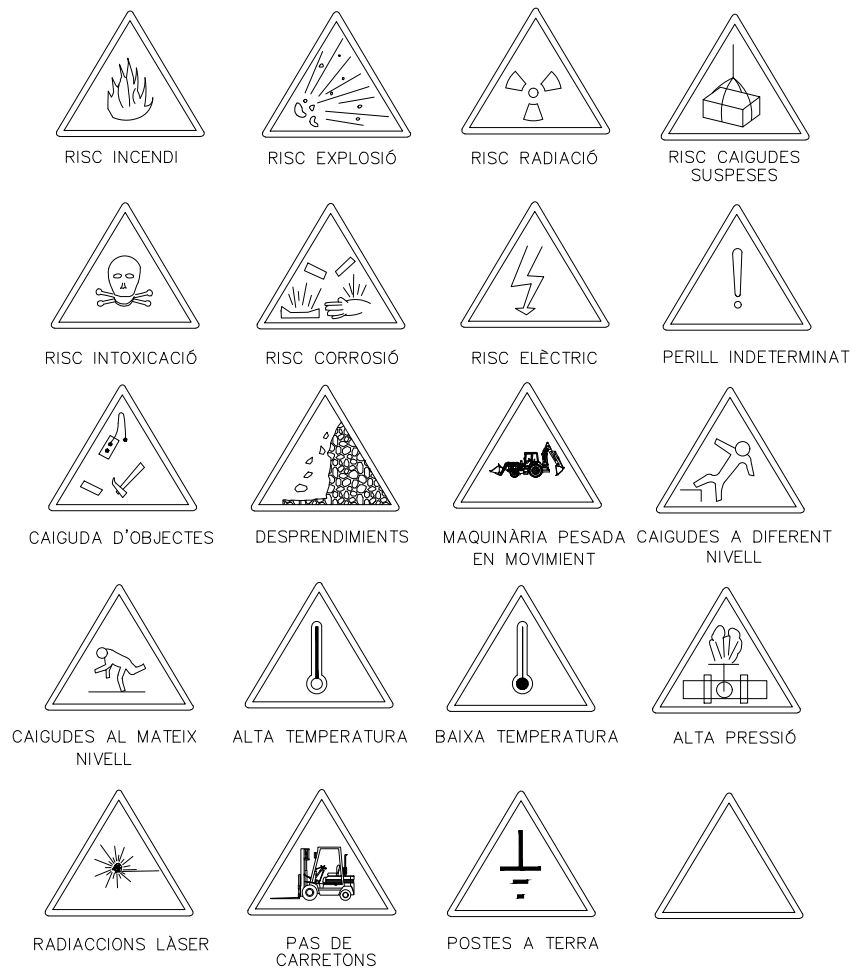 RISC INCENDI
RISC EXPLOSIÓ
RISC RADIACIÓ
RISC CAIGUDES
SUSPESES
RISC INTOXICACIÓ
RISC CORROSIÓ
RISC ELÈCTRIC
PERILL INDETERMINAT
CAIGUDA D'OBJECTES
DESPRENDIMIENTS
MAQUINÀRIA PESADA
EN MOVIMIENT
CAIGUDES A DIFERENT
NIVELL
CAIGUDES AL MATEIX
NIVELL
ALTA TEMPERATURA
BAIXA TEMPERATURA
ALTA PRESSIÓ
RADIACCIONS LÀSER
PAS DE
CARRETONS
POSTES A TERRA